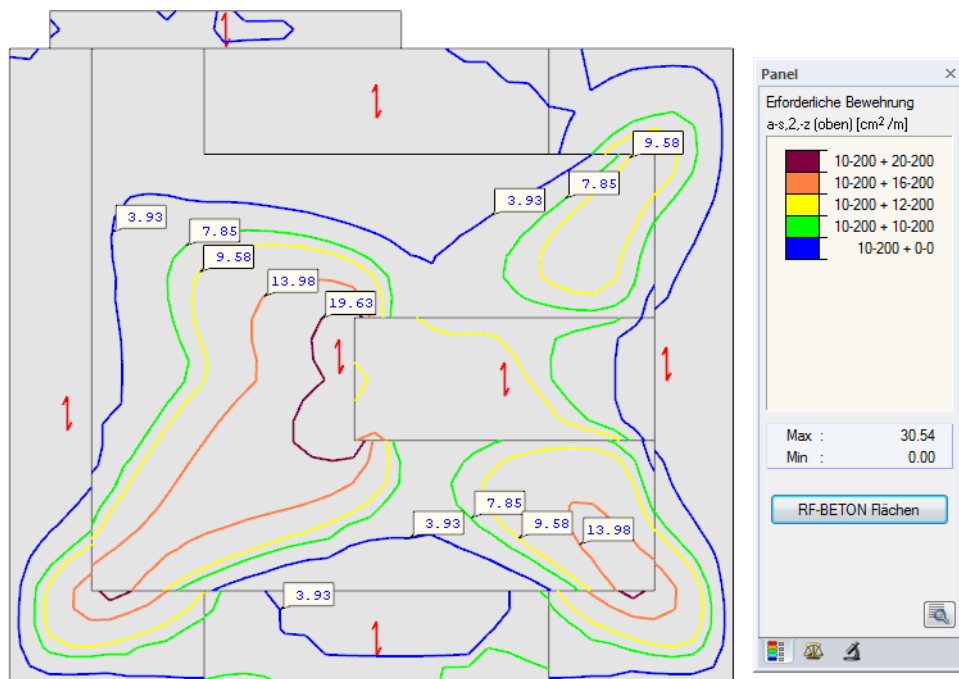 3.93
7.85
9.58
13.98
19.63
3.93
7.85
9.58
3.93
7.85
9.58
13.98
3.93
Panel
Erforderliche Bewehrung
a-s,2,-z (oben) [cm² /m]
10-200 + 20-200
10-200 + 16-200
10-200 + 12-200
10-200 + 10-200
10-200 + 0-0
Max : 30.54
Min : 0.00
RF-BETON Flächen